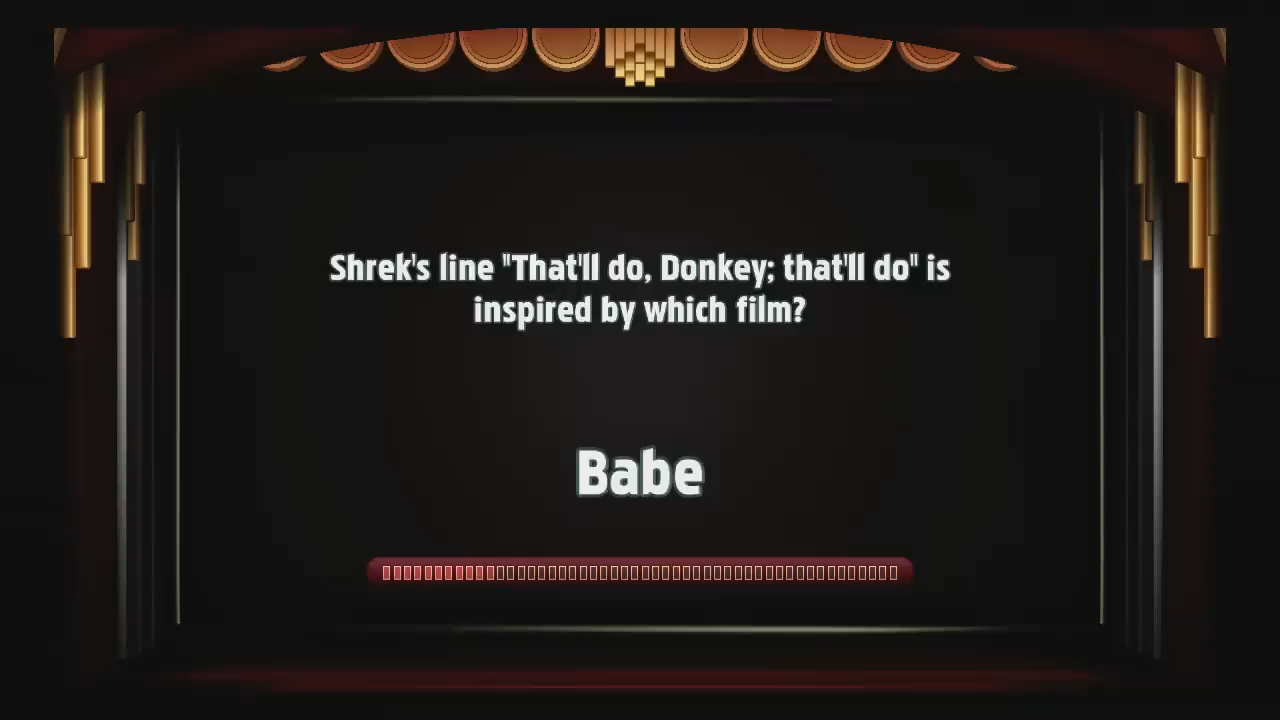 Shrek's line "That'll do, Donkey; that'll do" is
inspired by which film?
Babe